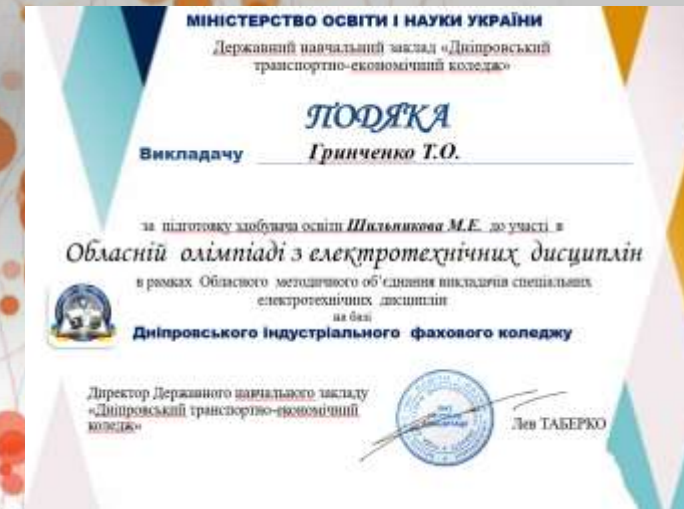 МІНІСТЕРСТВО ОСВІТИ І НАУКИ УКРАЇНИ
Державний навчальний заклад «Дніпровський
транспортно-економічний коледж»
ПОДЯКА
Викладачу Гринченко Т.О.
за підготовку здобувача освіти Шильникова М.Е. до участі в
Обласній олімпіаді з електротехнічних дисциплін
в рамках Обласного методичного об’єднання викладачів спеціальних
електротехнічних дисциплін
на базі
Дніпровського індустріального фахового коледжу
Директор Державного навчального закладу
«Дніпровський транспортно-економічний
коледж»
Лев ТАБЕРКО